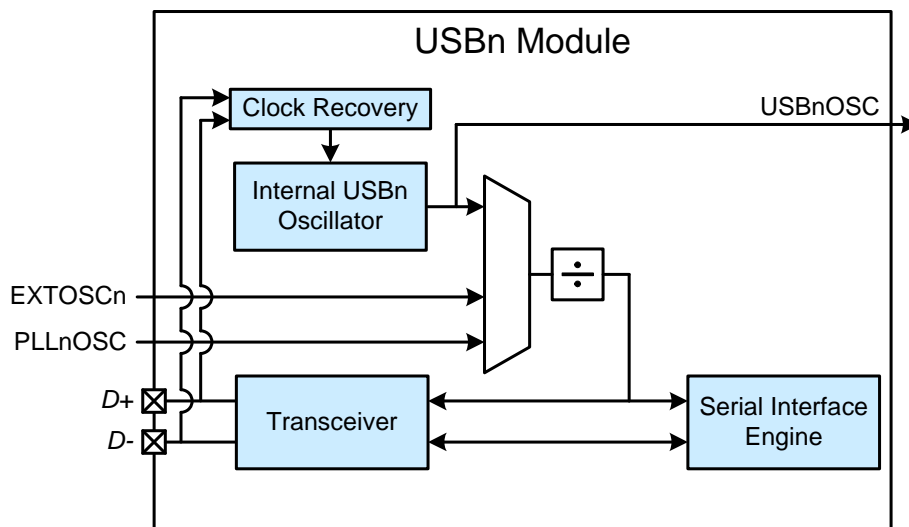 USBn Module
Clock Recovery
USBnOSC
Internal USBn
Oscillator
÷
EXTOSCn
PLLnOSC
D+
D-
Transceiver
Serial Interface
Engine